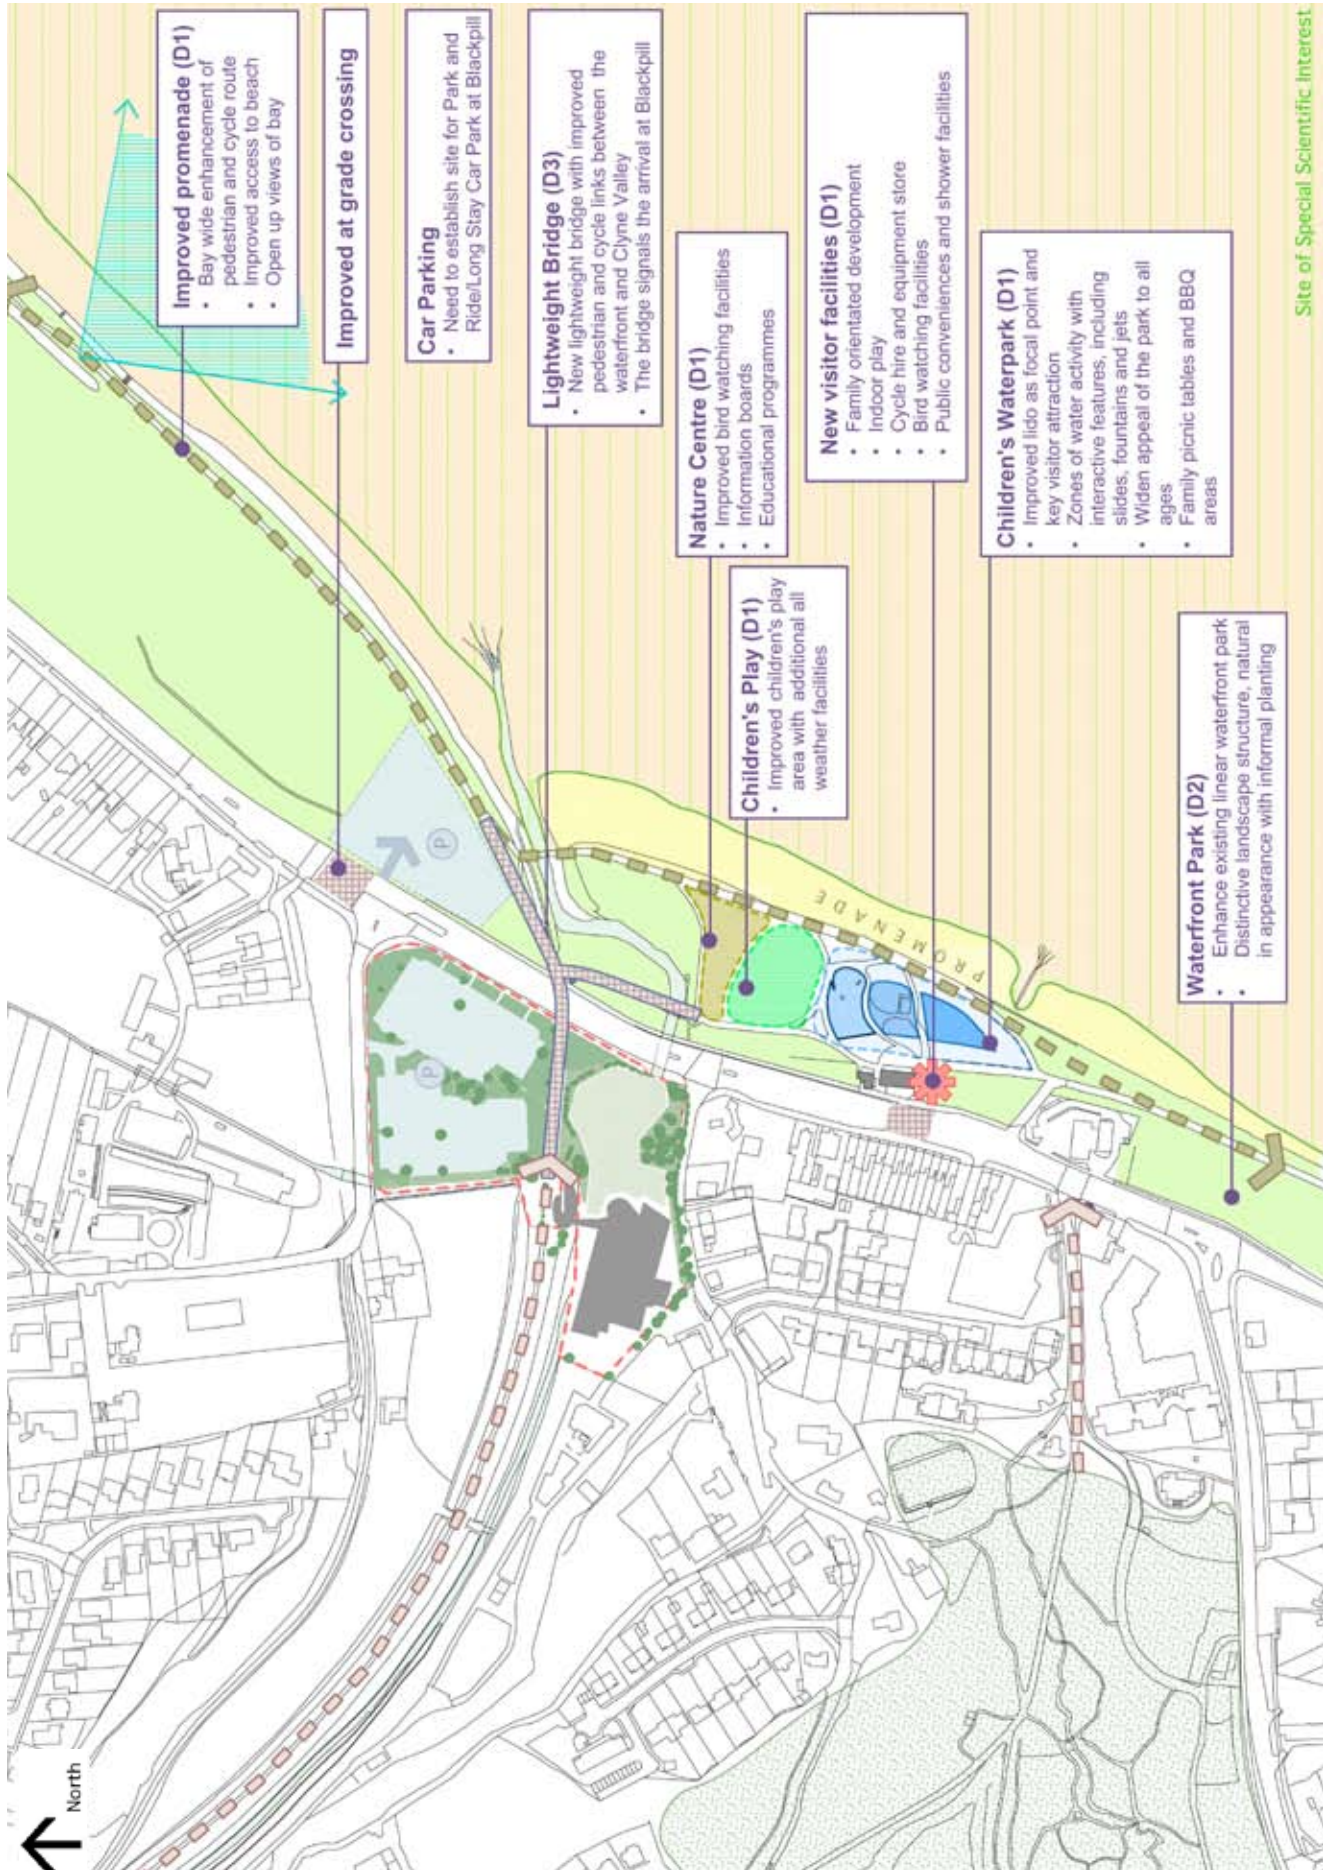 Improved promenade (D1)
• Bay wide enhancement of
pedestrian and cycle route
• Improved access to beach
• Open up views of bay
Improved at grade crossing
Car Parking
• Need to establish site for Park and
Ride/Long Stay Car Park at Blackpill
Lightweight Bridge (D3)
• New lightweight bridge with improved
pedestrian and cycle links between the
waterfront and Clyne Valley
• The bridge signals the arrival at Blackpill
Nature Centre (D1)
• Improved bird watching facilities
• Information boards
• Educational programmes
Children's Play (D1)
• Improved children's play
area with additional all
weather facilities
New visitor facilities (D1)
• Family orientated development
• Indoor play
• Cycle hire and equipment store
• Bird watching facilities
• Public conveniences and shower facilities
Children's Waterpark (D1)
• Improved lido as focal point and
key visitor attraction
• Zones of water activity with
interactive features, including
slides, fountains and jets
• Widen appeal of the park to all
ages
• Family picnic tables and BBQ
areas
Waterfront Park (D2)
• Enhance existing linear waterfront park
• Distinctive landscape structure, natural
in appearance with informal planting
Site of Special Scientific Interest
PROMENADE
P
P
North